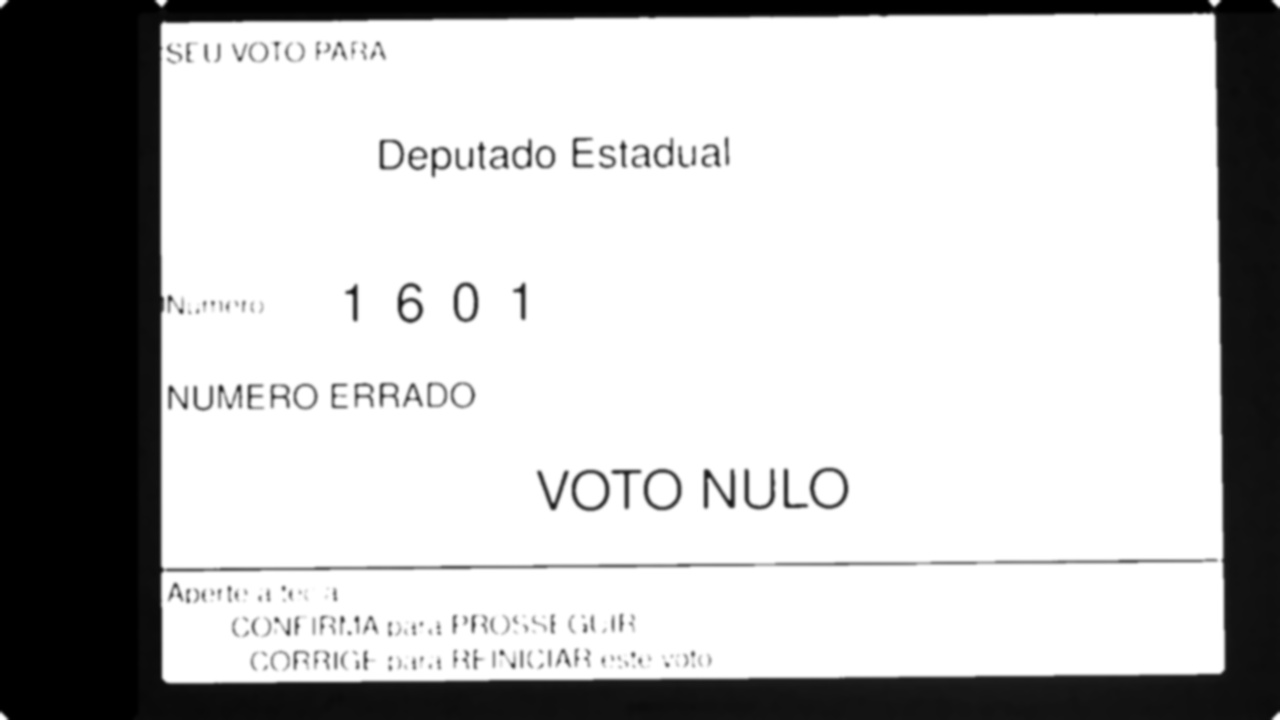 SEU VOTO PARA
Deputado Estadual
Numero 1 6 0 1
NUMERO ERRADO
VOTO NULO
Aperte a tecla
CONFIRMA para PROSSEGUIR
CORRIGE para REINICIAR este voto